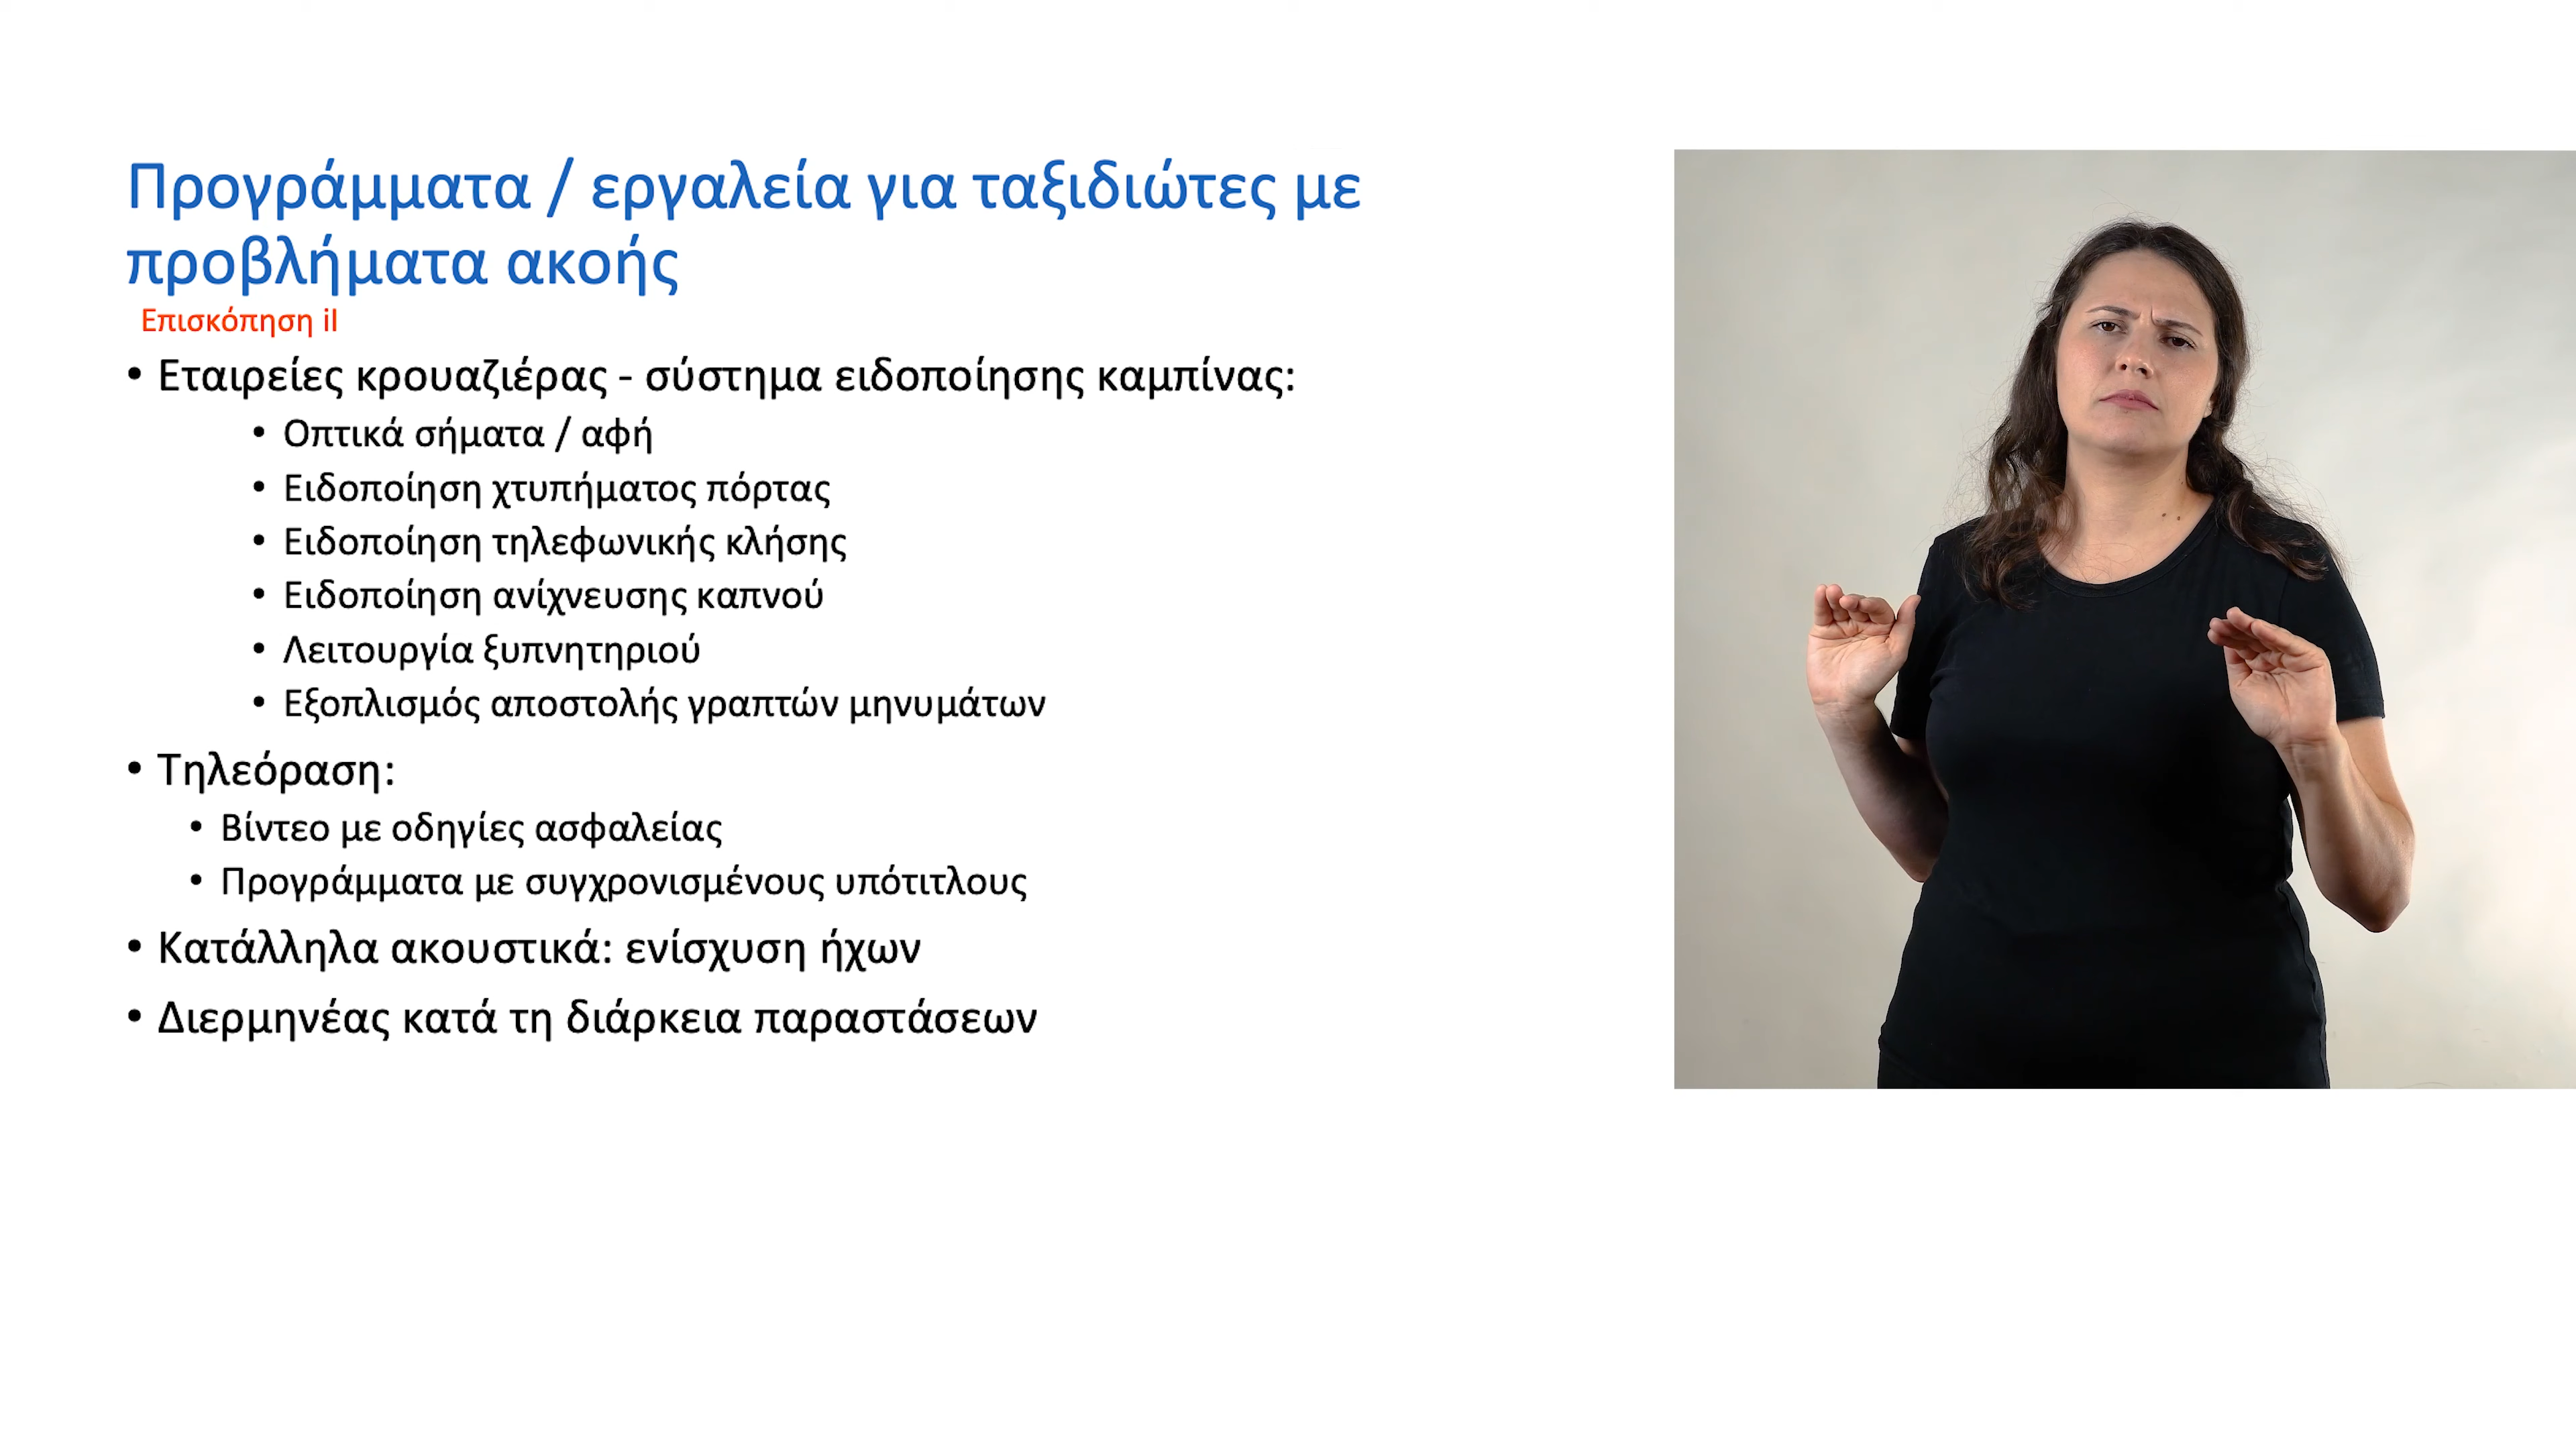 Προγράμματα / εργαλεία για ταξιδιώτες με
προβλήματα ακοής
Επισκόπηση iI
• Εταιρείες κρουαζιέρας - σύστημα ειδοποίησης καμπίνας:
• Οπτικά σήματα / αφή
• Ειδοποίηση χτυπήματος πόρτας
• Ειδοποίηση τηλεφωνικής κλήσης
• Ειδοποίηση ανίχνευσης καπνού
• Λειτουργία ξυπνητηριού
• Εξοπλισμός αποστολής γραπτών μηνυμάτων
• Τηλεόραση:
• Βίντεο με οδηγίες ασφαλείας
• Προγράμματα με συγχρονισμένους υπότιτλους
• Κατάλληλα ακουστικά: ενίσχυση ήχων
• Διερμηνέας κατά τη διάρκεια παραστάσεων